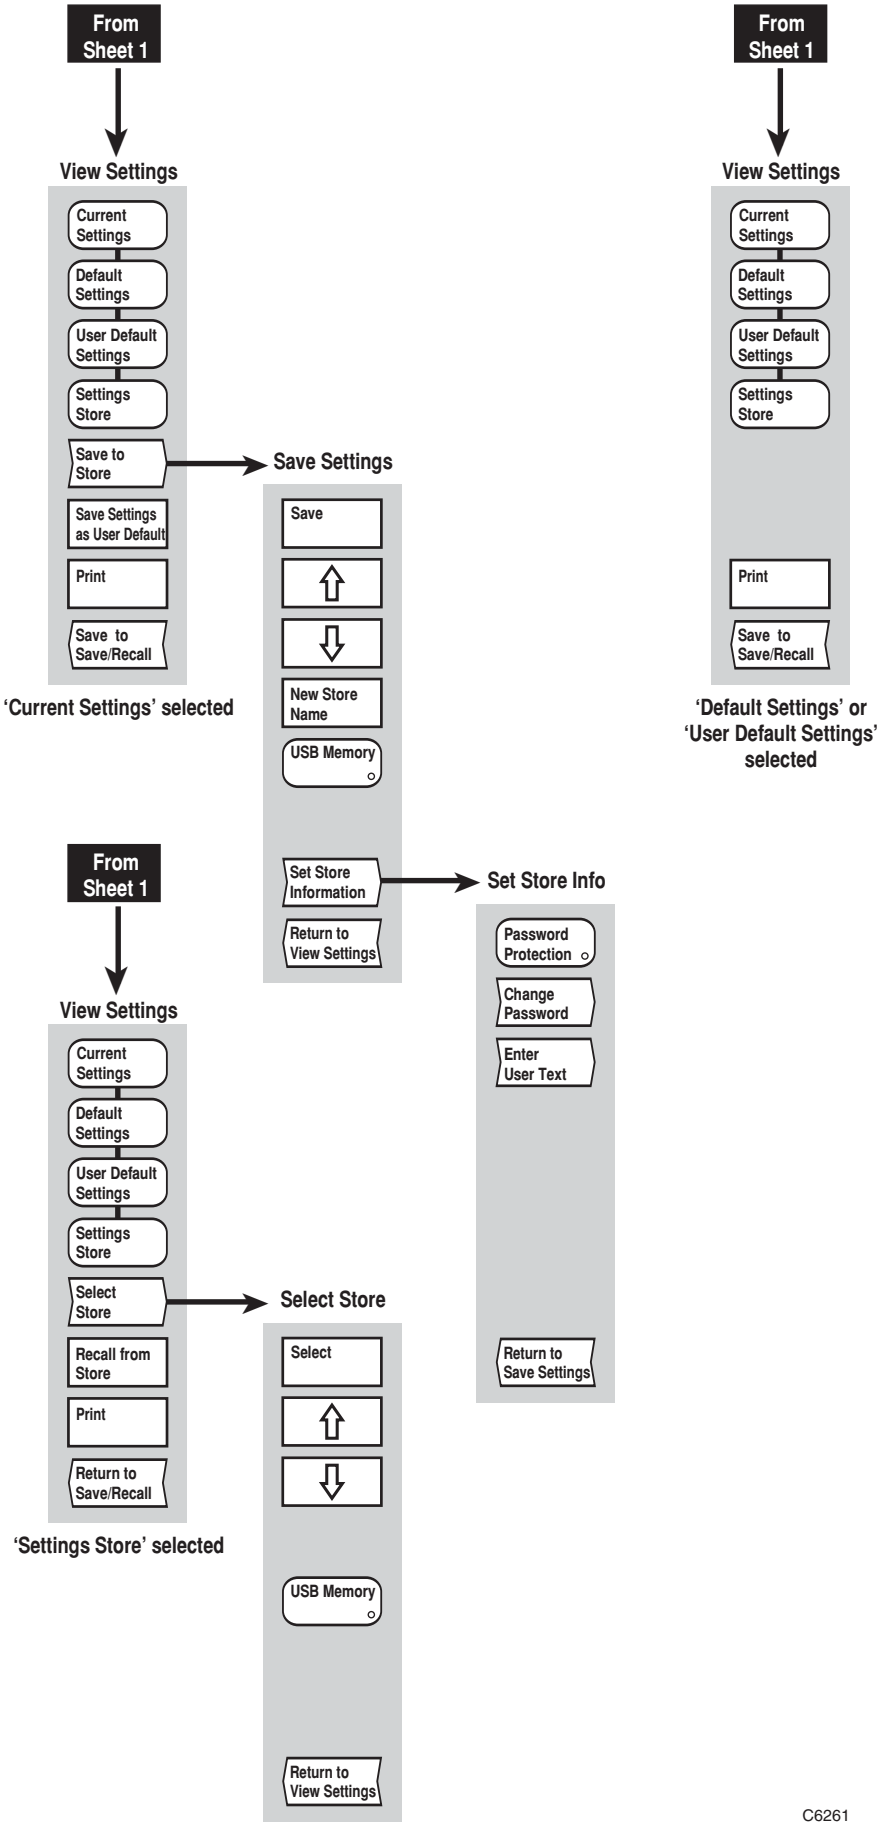 From
Sheet 1
View Settings
Current
Settings
Default
Settings
User Default
Settings
Settings
Store
Save to
Store
Save Settings
as User Default
Print
Save to
Save/Recall
'Current Settings' selected
Save Settings
Save
New Store
Name
USB Memory
Set Store
Information
Return to
View Settings
Set Store Info
Password
Protection
Change
Password
Enter
User Text
Return to
Save Settings
From
Sheet 1
View Settings
Current
Settings
Default
Settings
User Default
Settings
Settings
Store
Print
Save to
Save/Recall
'Default Settings' or
'User Default Settings'
selected
From
Sheet 1
View Settings
Current
Settings
Default
Settings
User Default
Settings
Settings
Store
Select
Store
Recall from
Store
Print
Return to
Save/Recall
'Settings Store' selected
Select Store
Select
USB Memory
Return to
View Settings
C6261